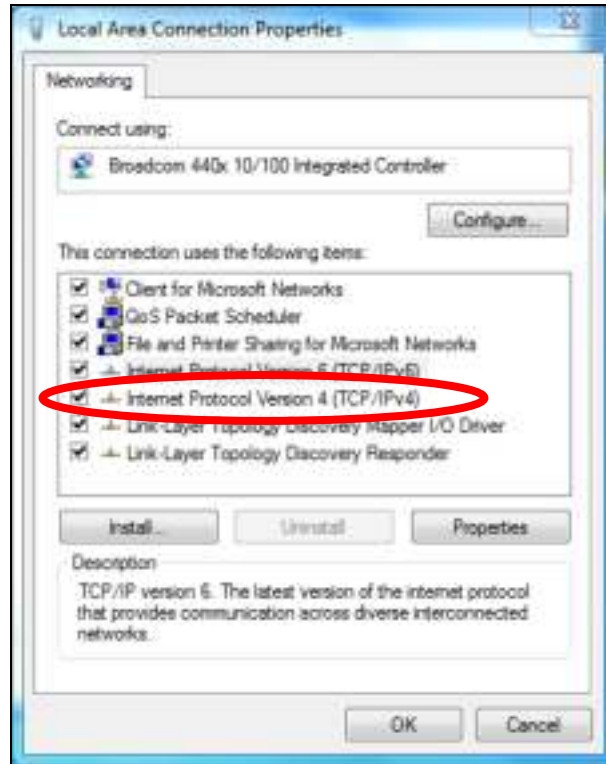 Local Area Connection Properties
Networking
Connect using:
Broadcom 440x 10/100 Integrated Controller
Configure...
This connection uses the following items:
Client for Microsoft Networks
QoS Packet Scheduler
File and Printer Sharing for Microsoft Networks
Internet Protocol Version 6 (TCP/IPv6)
Internet Protocol Version 4 (TCP/IPv4)
Link-Layer Topology Discovery Mapper I/O Driver
Link-Layer Topology Discovery Responder
Install...
Uninstall
Properties
Description
TCP/IP version 6. The latest version of the internet protocol
that provides communication across diverse interconnected
networks.
OK
Cancel